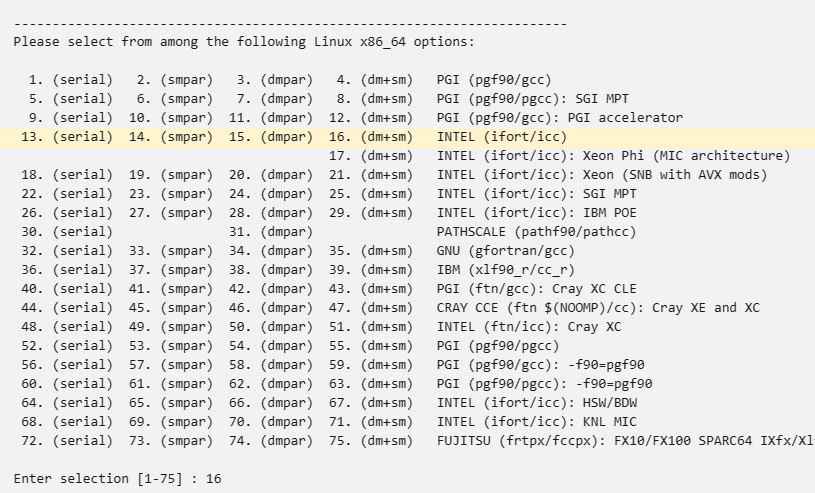 ------------------------------------------------------------------------
Please select from among the following Linux x86_64 options:
1. (serial) 2. (smpar) 3. (dmpar) 4. (dm+sm) PGI (pgf90/gcc)
5. (serial) 6. (smpar) 7. (dmpar) 8. (dm+sm) PGI (pgf90/pgcc): SGI MPT
9. (serial) 10. (smpar) 11. (dmpar) 12. (dm+sm) PGI (pgf90/gcc): PGI accelerator
13. (serial) 14. (smpar) 15. (dmpar) 16. (dm+sm) INTEL (ifort/icc)
17. (dm+sm) INTEL (ifort/icc): Xeon Phi (MIC architecture)
18. (serial) 19. (smpar) 20. (dmpar) 21. (dm+sm) INTEL (ifort/icc): Xeon (SNB with AVX mods)
22. (serial) 23. (smpar) 24. (dmpar) 25. (dm+sm) INTEL (ifort/icc): SGI MPT
26. (serial) 27. (smpar) 28. (dmpar) 29. (dm+sm) INTEL (ifort/icc): IBM POE
30. (serial) 31. (dmpar) PATHSCALE (pathf90/pathcc)
32. (serial) 33. (smpar) 34. (dmpar) 35. (dm+sm) GNU (gfortran/gcc)
36. (serial) 37. (smpar) 38. (dmpar) 39. (dm+sm) IBM (xlf90_r/cc_r)
40. (serial) 41. (smpar) 42. (dmpar) 43. (dm+sm) PGI (ftn/gcc): Cray XC CLE
44. (serial) 45. (smpar) 46. (dmpar) 47. (dm+sm) CRAY CCE (ftn $(NOOMP)/cc): Cray XE and XC
48. (serial) 49. (smpar) 50. (dmpar) 51. (dm+sm) INTEL (ftn/icc): Cray XC
52. (serial) 53. (smpar) 54. (dmpar) 55. (dm+sm) PGI (pgf90/pgcc)
56. (serial) 57. (smpar) 58. (dmpar) 59. (dm+sm) PGI (pgf90/gcc): -f90=pgf90
60. (serial) 61. (smpar) 62. (dmpar) 63. (dm+sm) PGI (pgf90/pgcc): -f90=pgf90
64. (serial) 65. (smpar) 66. (dmpar) 67. (dm+sm) INTEL (ifort/icc): HSW/BDW
68. (serial) 69. (smpar) 70. (dmpar) 71. (dm+sm) INTEL (ifort/icc): KNL MIC
72. (serial) 73. (smpar) 74. (dmpar) 75. (dm+sm) FUJITSU (frtpx/fccpx): FX10/FX100 SPARC64 IXfx/Xl
Enter selection [1-75] : 16